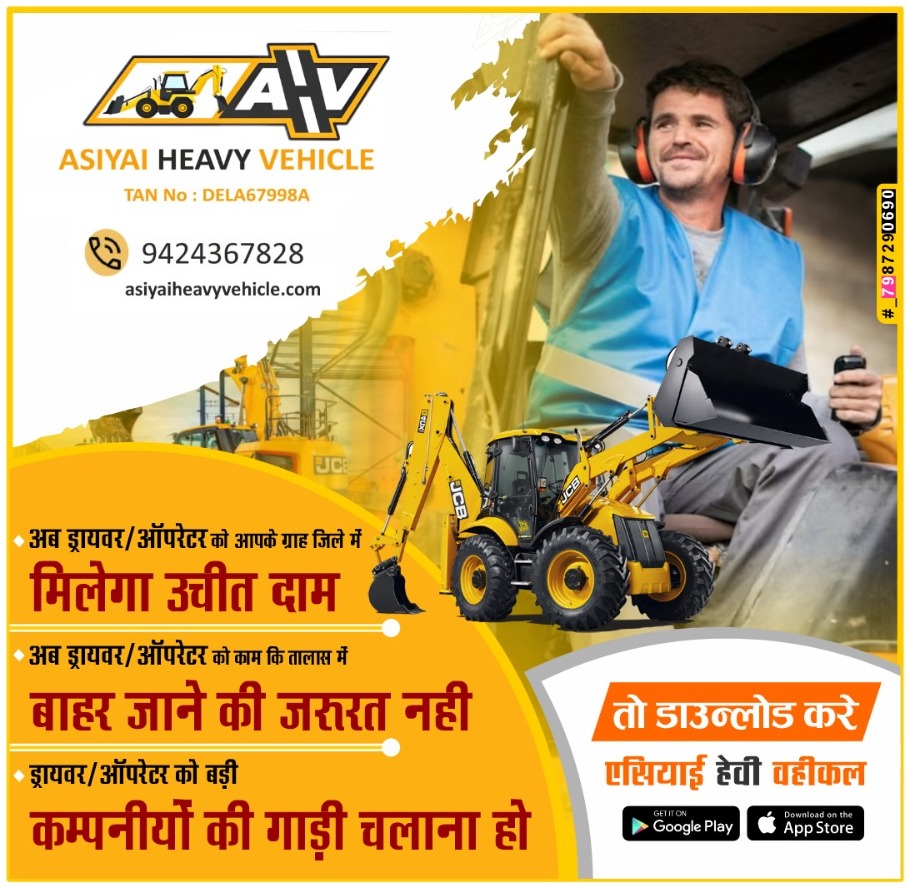 AHV
ASIYAI HEAVY VEHICLE
TAN No : DELA67998A
9424367828
asiyaiheavyvehicle.com
#_7987290690
JCB
4CX
JCB
JCB
अब ड्रायवर/ऑपरेटर को आपके ग्राह जिले में
मिलेगा उचीत दाम
अब ड्रायवर/ऑपरेटर को काम कि तालास में
बाहर जाने की जरुरत नही
ड्रायवर/ऑपरेटर को बड़ी
कम्पनीयों की गाड़ी चलाना हो
तो डाउन्लोड करे
एसियाई हेवी वहीकल
GET IT ON
Google Play
Download on the
App Store